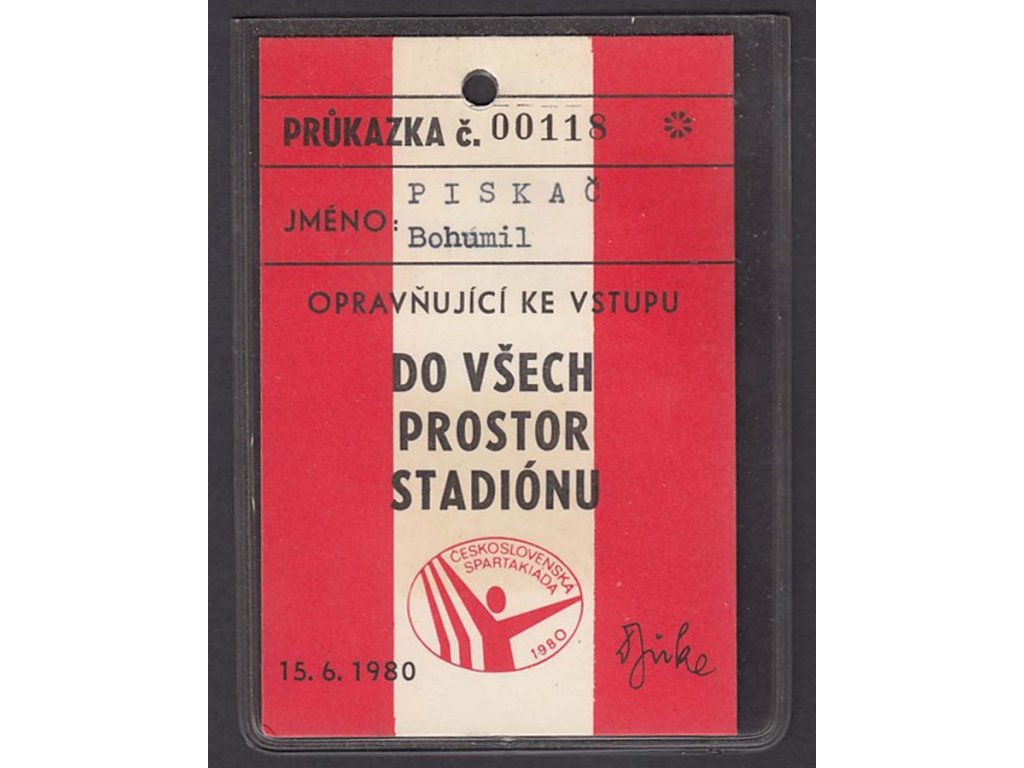 PRŮKAZKA č. 00118
JMÉNO: PISKAČ
Bohumil
OPRAVŇUJÍCÍ KE VSTUPU
DO VŠECH
PROSTOR
STADIÓNU
ČESKOSLOVENSKÁ
SPARTAKIÁDA
1980
15.6.1980